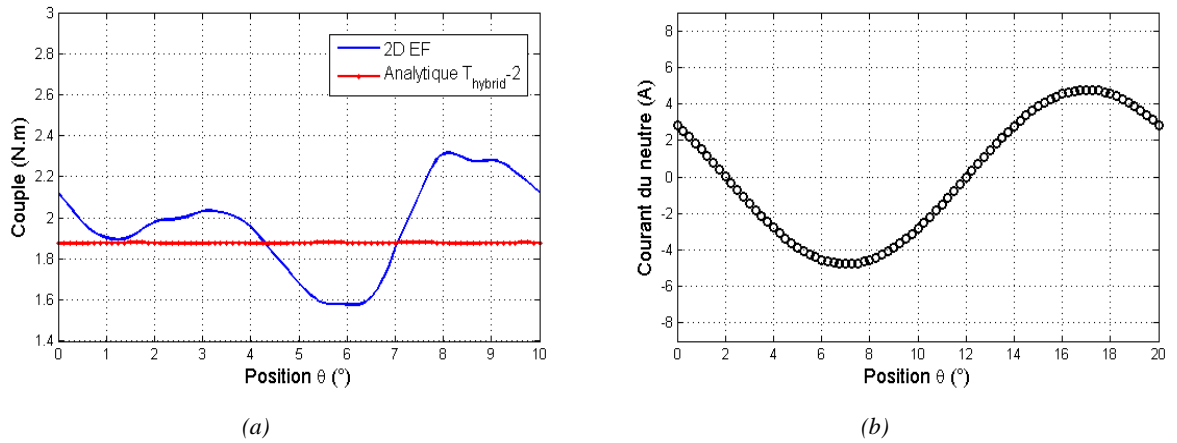 3
2.8
2.6
2.4
2.2
2
1.8
1.6
1.4
Couple (N.m)
2D EF
Analytique T_hybrid-2
0 1 2 3 4 5 6 7 8 9 10
Position θ (°)
(a)
8
6
4
2
0
-2
-4
-6
-8
Courant du neutre (A)
0 2 4 6 8 10 12 14 16 18 20
Position θ (°)
(b)